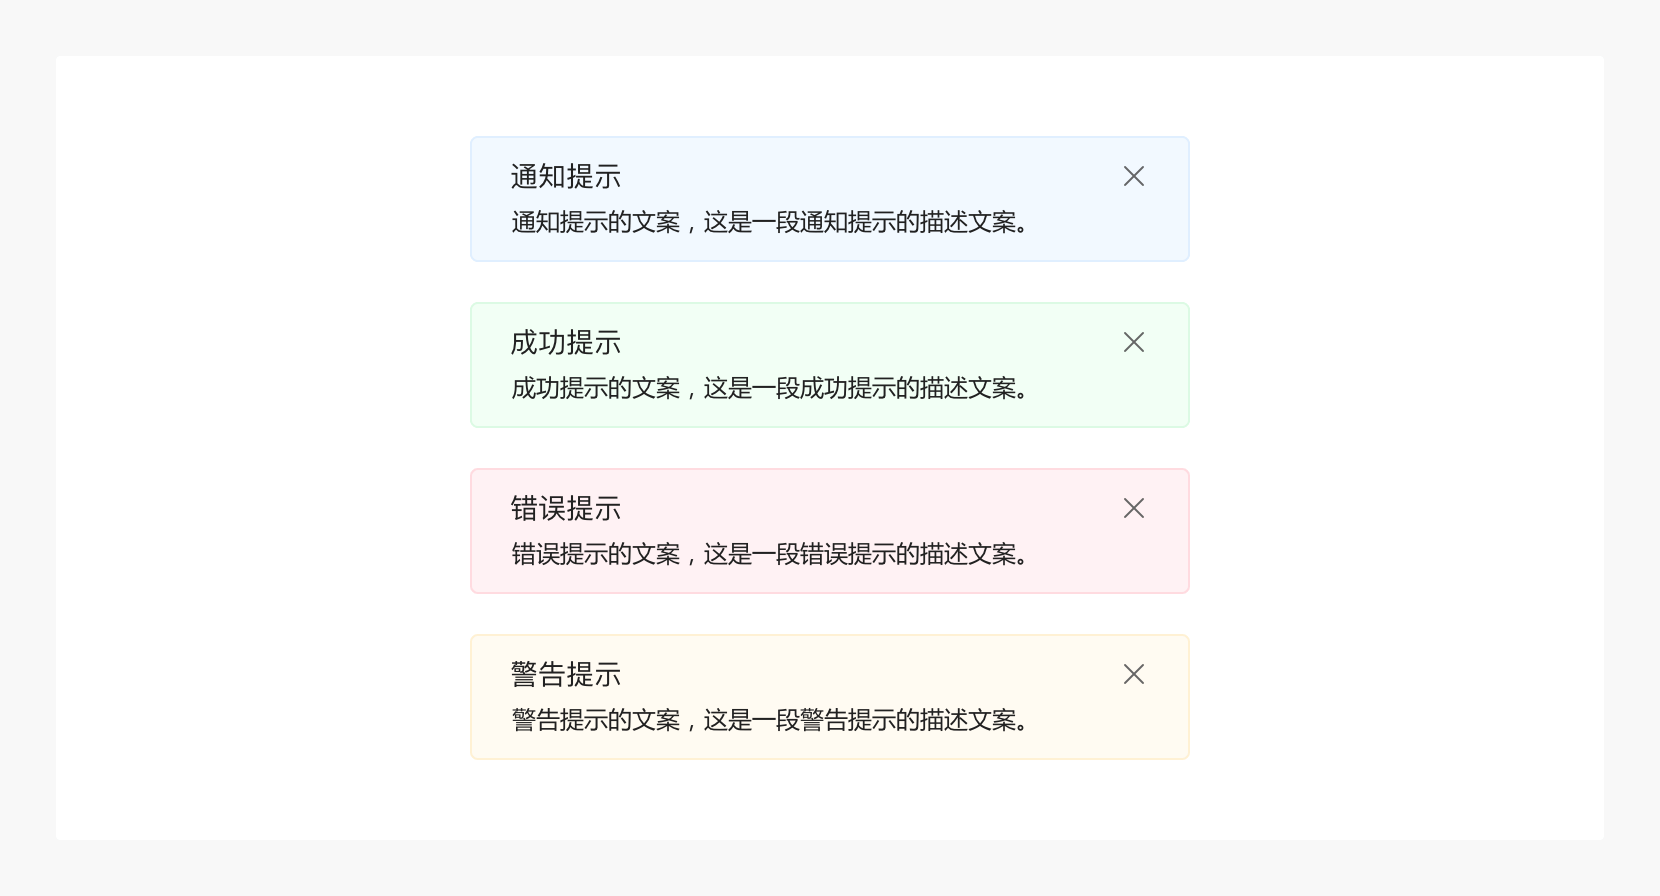 通知提示
通知提示的文案，这是一段通知提示的描述文案。
成功提示
成功提示的文案，这是一段成功提示的描述文案。
错误提示
错误提示的文案，这是一段错误提示的描述文案。
警告提示
警告提示的文案，这是一段警告提示的描述文案。